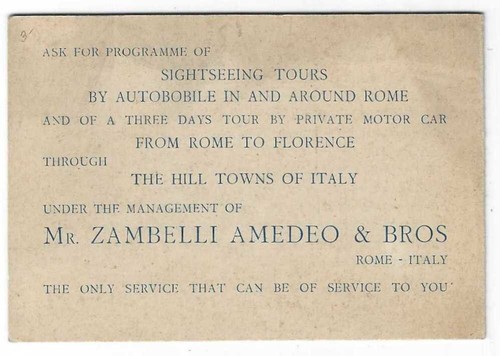 ASK FOR PROGRAMME OF
SIGHTSEEING TOURS
BY AUTOBOBILE IN AND AROUND ROME
AND OF A THREE DAYS TOUR BY PRIVATE MOTOR CAR
FROM ROME TO FLORENCE
THROUGH
THE HILL TOWNS OF ITALY
UNDER THE MANAGEMENT OF
MR. ZAMBELLI AMEDEO & BROS
ROME - ITALY
THE ONLY SERVICE THAT CAN BE OF SERVICE TO YOU